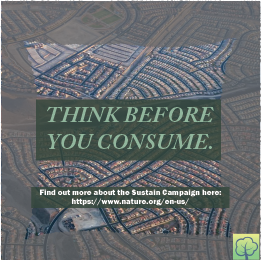 THINK BEFORE
YOU CONSUME.
Find out more about the Sustain Campaign here:
https://www.nature.org/en-us/